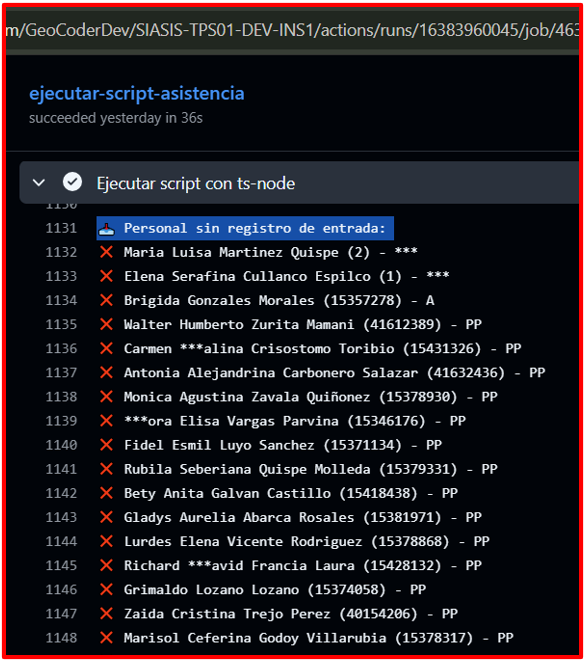 m/GeoCoderDev/SIASIS-TPS01-DEV-INS1/actions/runs/16383960045/job/463
ejecutar-script-asistencia
succeeded yesterday in 36s
Ejecutar script con ts-node
1130
1131 Personal sin registro de entrada:
1132 ❌ Maria Luisa Martinez Quispe (2) - ***
1133 ❌ Elena Serafina Cullanco Espilco (1) - ***
1134 ❌ Brigida Gonzales Morales (15357278) - A
1135 ❌ Walter Humberto Zurita Mamani (41612389) - PP
1136 ❌ Carmen ***alina Crisostomo Toribio (15431326) - PP
1137 ❌ Antonia Alejandrina Carbonero Salazar (41632436) - PP
1138 ❌ Monica Agustina Zavala Quiñonez (15378930) - PP
1139 ❌ ***ora Elisa Vargas Parvina (15346176) - PP
1140 ❌ Fidel Esmil Luyo Sanchez (15371134) - PP
1141 ❌ Rubila Seberiana Quispe Molleda (15379331) - PP
1142 ❌ Bety Anita Galvan Castillo (15418438) - PP
1143 ❌ Gladys Aurelia Abarca Rosales (15381971) - PP
1144 ❌ Lurdes Elena Vicente Rodriguez (15378868) - PP
1145 ❌ Richard ***avid Francia Laura (15428132) - PP
1146 ❌ Grimaldo Lozano Lozano (15374058) - PP
1147 ❌ Zaida Cristina Trejo Perez (40154206) - PP
1148 ❌ Marisol Ceferina Godoy Villarubia (15378317) - PP